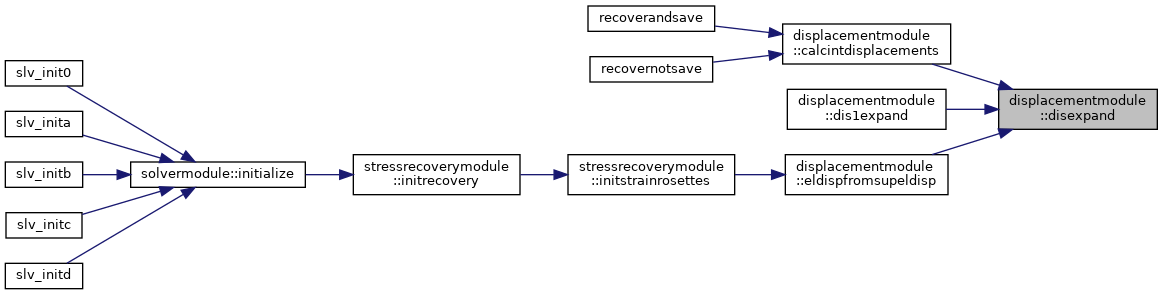 recoverandsave
displacementmodule
::calcintdisplacements
recovernotsave
slv_init0
displacementmodule
::dis1expand
displacementmodule
::disexpand
slv_inita
slv_initb
solvermodule::initialize
stressrecoverymodule
::initrecovery
stressrecoverymodule
::initstrainrosettes
displacementmodule
::eldispfromsupeldisp
slv_initc
slv_initd